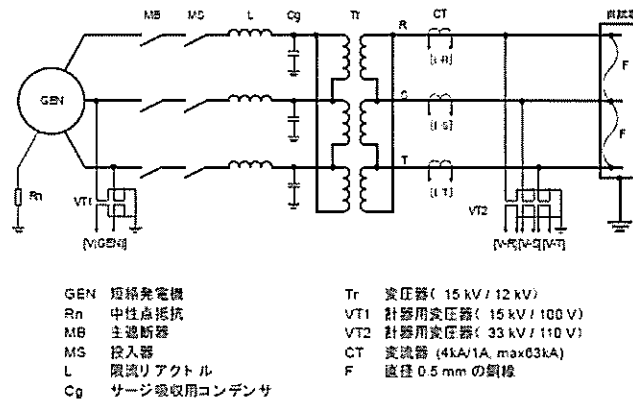 MB MS L Cg Tr CT
R
[I-R]
F
GEN
S
[I-S]
F
T
[I-T]
Rn
VT1
VT2
[V(GEN)]
[V-R][V-S][V-T]
GEN 短絡発電機
Rn 中性点抵抗
MB 主遮断器
MS 投入器
L 限流リアクトル
Cg サージ吸収用コンデンサ
Tr 変圧器( 15 kV / 12 kV)
VT1 計器用変圧器( 15 kV / 100 V)
VT2 計器用変圧器( 33 kV / 110 V)
CT 変流器 (4kA/1A, max63kA)
F 直径 0.5 mm の銅線